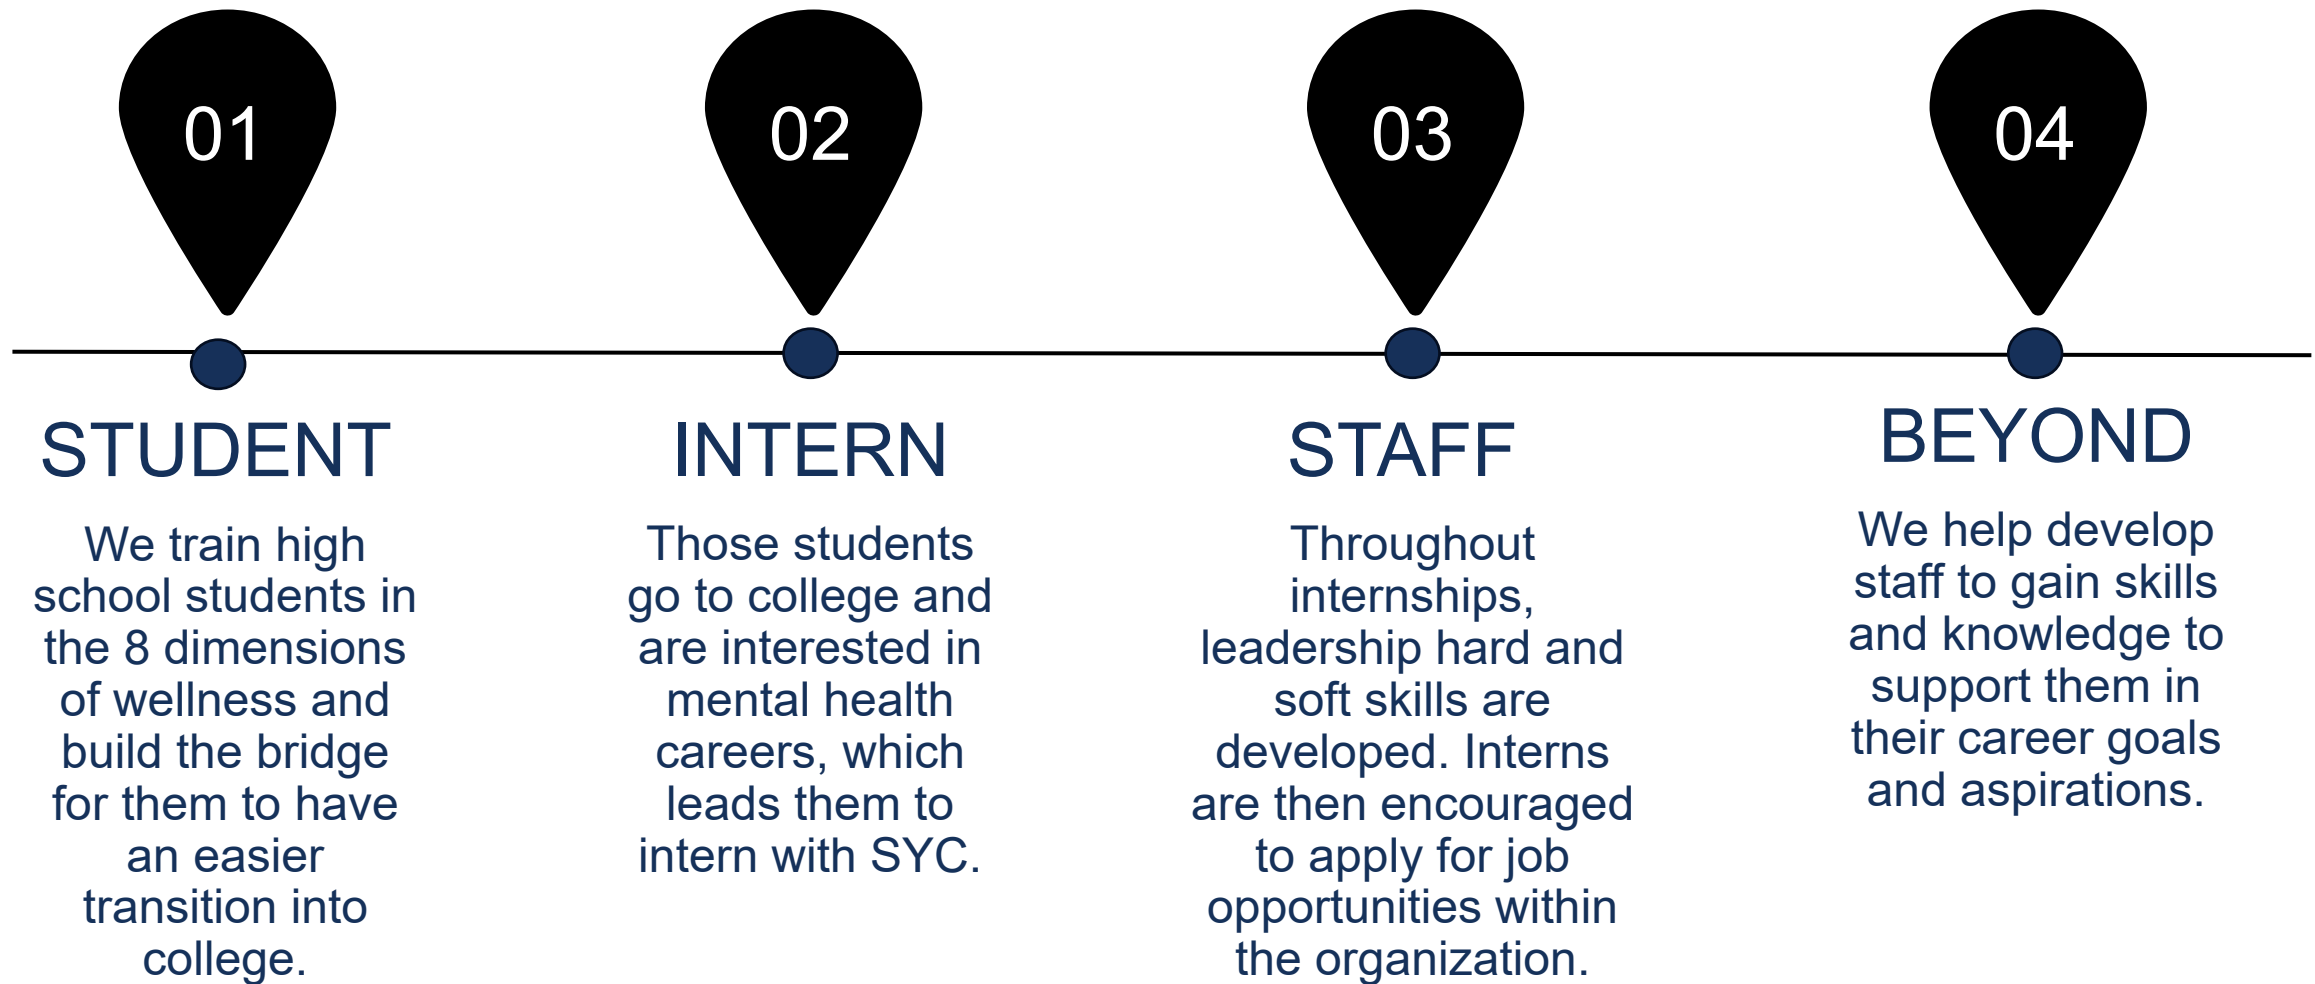 01
STUDENT
We train high
school students in
the 8 dimensions
of wellness and
build the bridge
for them to have
an easier
transition into
college.
02
INTERN
Those students
go to college and
are interested in
mental health
careers, which
leads them to
intern with SYC.
03
STAFF
Throughout
internships,
leadership hard and
soft skills are
developed. Interns
are then encouraged
to apply for job
opportunities within
the organization.
04
BEYOND
We help develop
staff to gain skills
and knowledge to
support them in
their career goals
and aspirations.